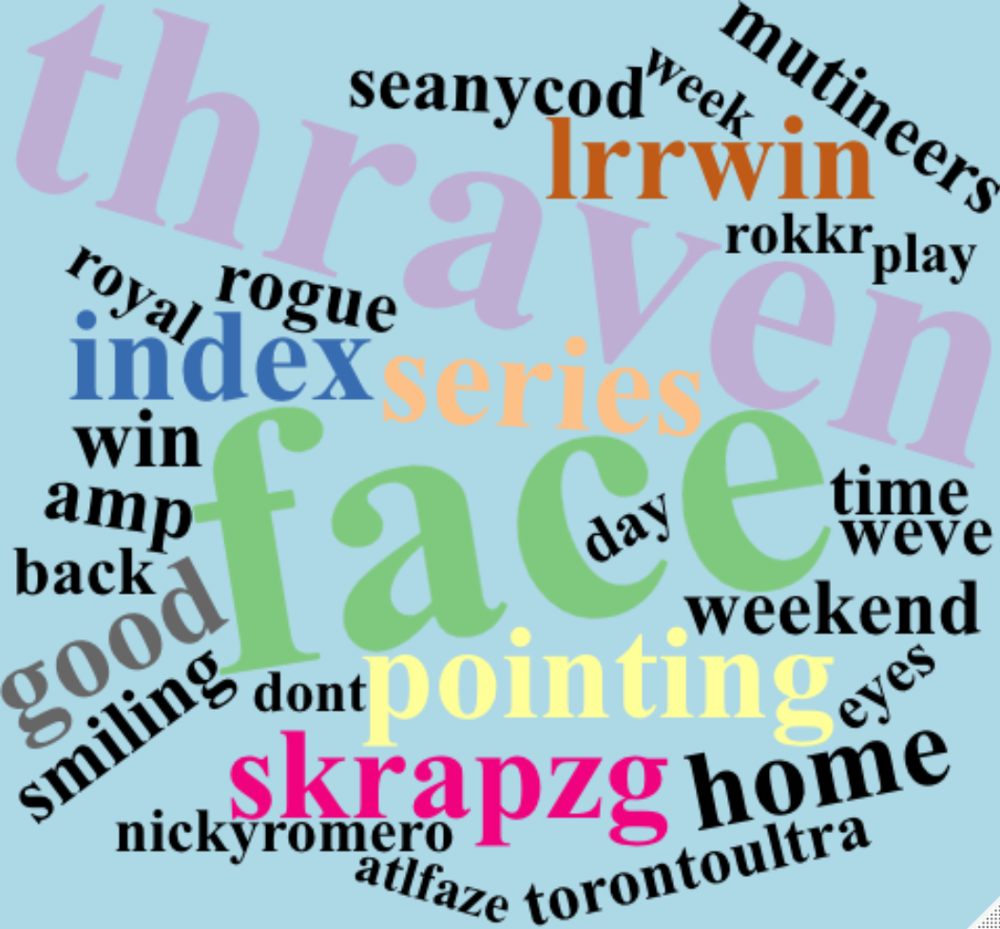 mutineers
thraven
seanycod
week
lrrwin
rokkr
play
royal
rogue
index
series
win
face
amp
time
day
weve
back
good
weekend
smiling
dont
pointing
eyes
skrapzg
home
nickyromero
atlfaze
torontoultra